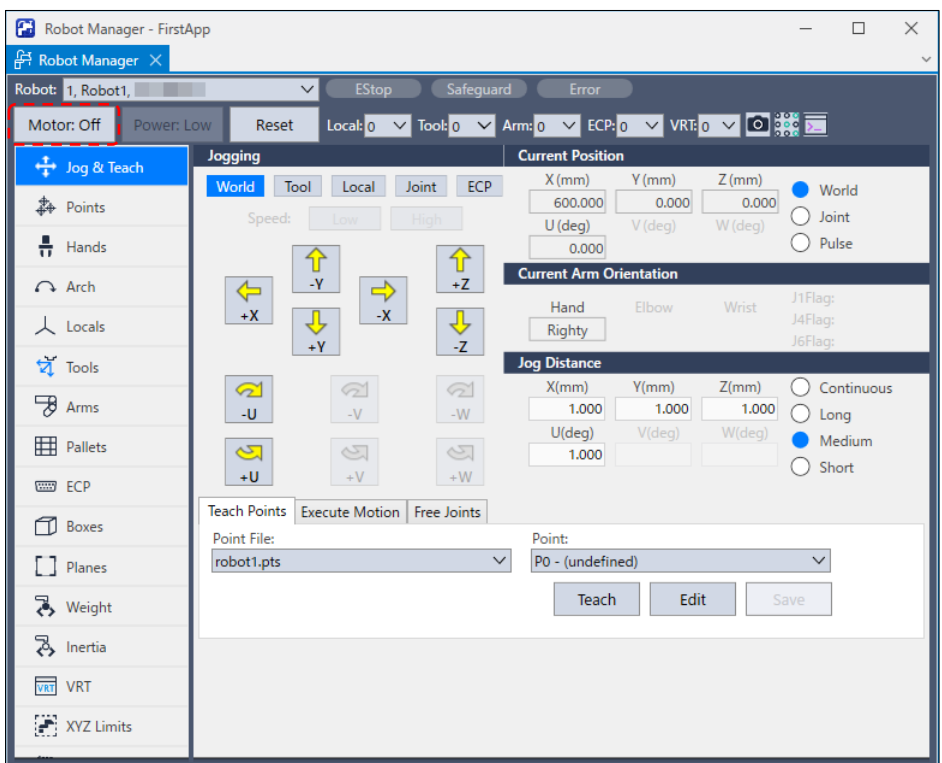 Robot Manager - FirstApp
Robot Manager
Robot: 1, Robot1, EStop Safeguard Error
Motor: Off Power: Low Reset Local: 0 Tool: 0 Arm: 0 ECP: 0 VRT: 0
Jog & Teach
Points
Hands
Arch
Locals
Tools
Arms
Pallets
ECP
Boxes
Planes
Weight
Inertia
VRT VRT
XYZ Limits
Jogging
World Tool Local Joint ECP
Speed: Low High
-Y +Z
+X -X
+Y -Z
-U -V -W
+U +V +W
Current Position
X (mm) Y (mm) Z (mm)
600.000 0.000 0.000
U (deg) V (deg) W (deg)
0.000
World
Joint
Pulse
Current Arm Orientation
Hand Elbow Wrist
Righty
J1Flag:
J4Flag:
J6Flag:
Jog Distance
X(mm) Y(mm) Z(mm)
1.000 1.000 1.000
U(deg) V(deg) W(deg)
1.000
Continuous
Long
Medium
Short
Teach Points Execute Motion Free Joints
Point File: Point:
robot1.pts P0 - (undefined)
Teach Edit Save